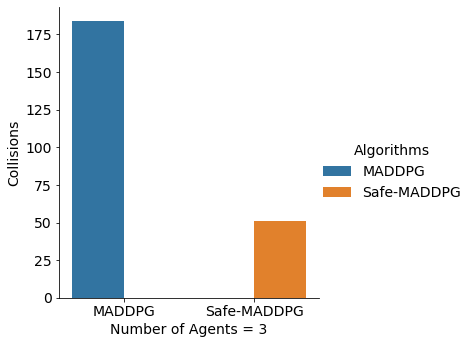 175
150
125
100
75
50
25
0
Collisions
MADDPG
Safe-MADDPG
Number of Agents = 3
Algorithms
MADDPG
Safe-MADDPG